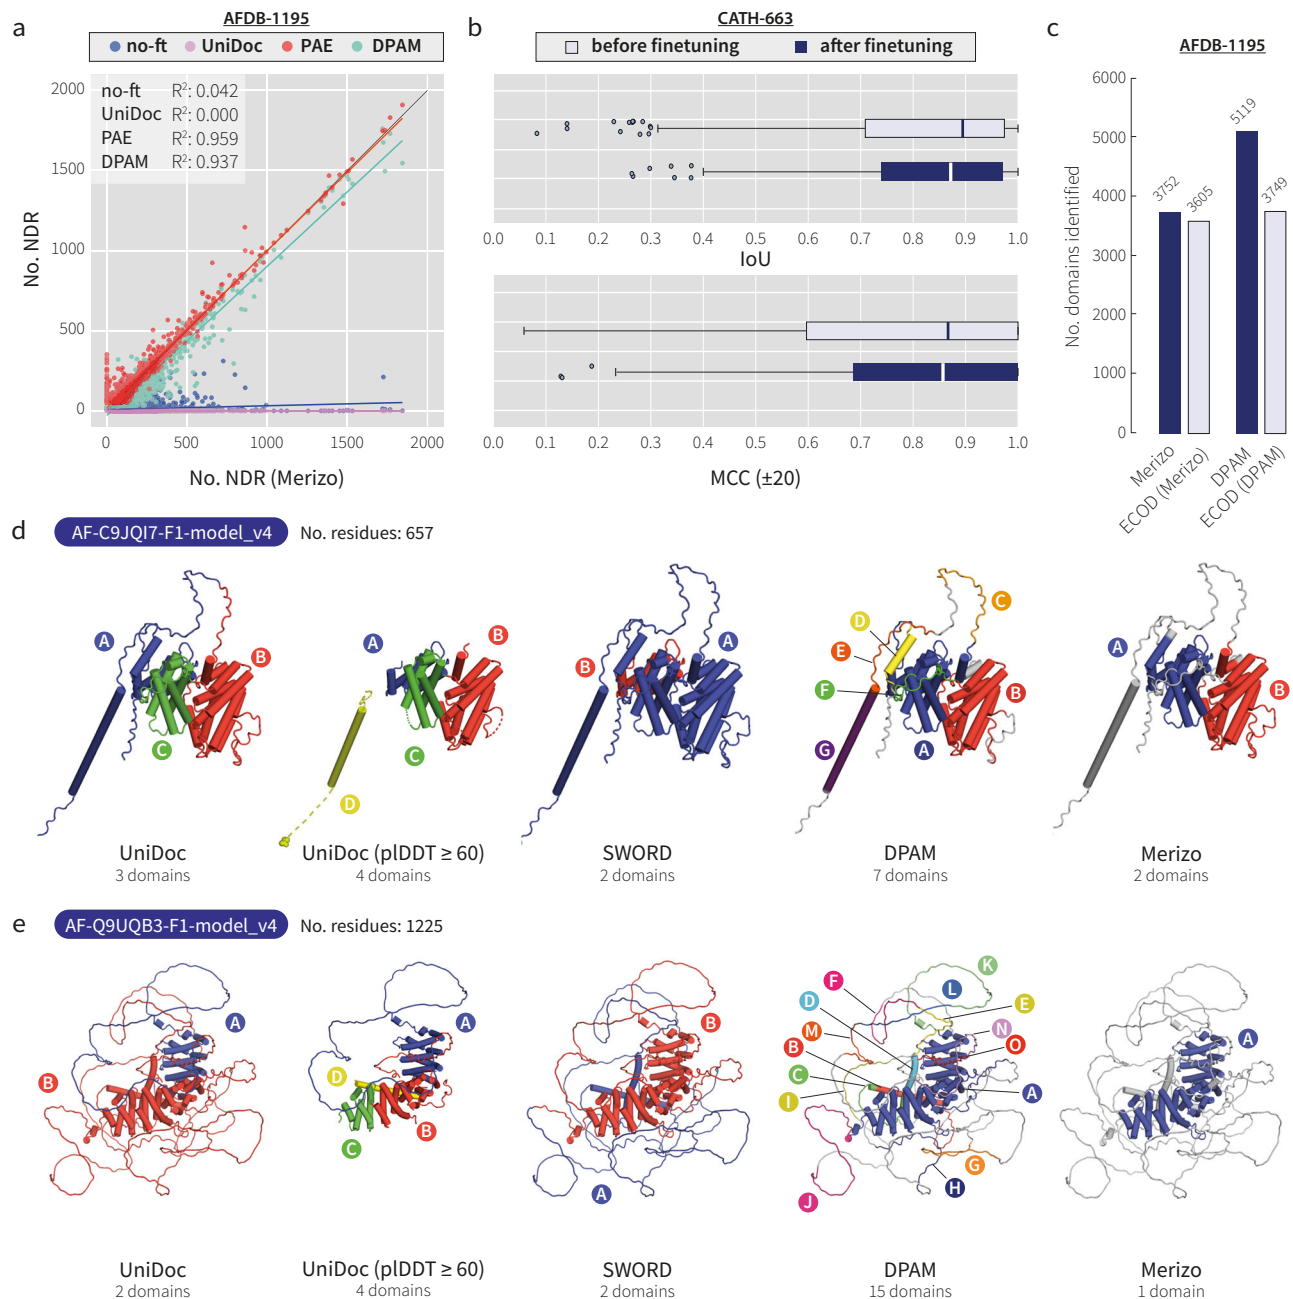 a
AFDB-1195
no-ft UniDoc PAE DPAM
no-ft R²: 0.042
UniDoc R²: 0.000
PAE R²: 0.959
DPAM R²: 0.937
2000
1500
1000
500
0
No. NDR
0 500 1000 1500 2000
No. NDR (Merizo)
b
CATH-663
before finetuning after finetuning
0.0 0.1 0.2 0.3 0.4 0.5 0.6 0.7 0.8 0.9 1.0
IoU
0.0 0.1 0.2 0.3 0.4 0.5 0.6 0.7 0.8 0.9 1.0
MCC (±20)
c
AFDB-1195
6000
5000
4000
3000
2000
1000
0
No. domains identified
3752
3605
5119
3749
Merizo
ECOD (Merizo)
DPAM
ECOD (DPAM)
d
AF-C9JQI7-F1-model_v4 No. residues: 657
A
B
C
A
B
C
D
B
A
D
C
E
F
B
G
A
A
B
UniDoc
3 domains
UniDoc (plDDT ≥ 60)
4 domains
SWORD
2 domains
DPAM
7 domains
Merizo
2 domains
e
AF-Q9UQB3-F1-model_v4 No. residues: 1225
A
B
A
D
B
C
B
A
F
K
D
L
E
M
N
B
O
C
A
I
G
H
J
A
UniDoc
2 domains
UniDoc (plDDT ≥ 60)
4 domains
SWORD
2 domains
DPAM
15 domains
Merizo
1 domain